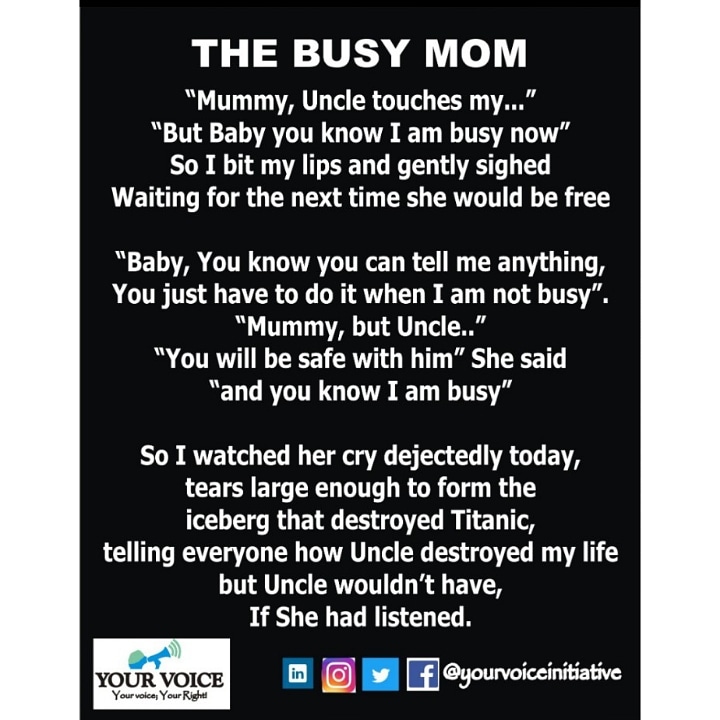 THE BUSY MOM
“Mummy, Uncle touches my...”
“But Baby you know I am busy now”
So I bit my lips and gently sighed
Waiting for the next time she would be free
“Baby, You know you can tell me anything,
You just have to do it when I am not busy”.
“Mummy, but Uncle..”
“You will be safe with him” She said
“and you know I am busy”
So I watched her cry dejectedly today,
tears large enough to form the
iceberg that destroyed Titanic,
telling everyone how Uncle destroyed my life
but Uncle wouldn’t have,
If She had listened.
YOUR VOICE
Your voice; Your Right!
in f @yourvoiceinitiative